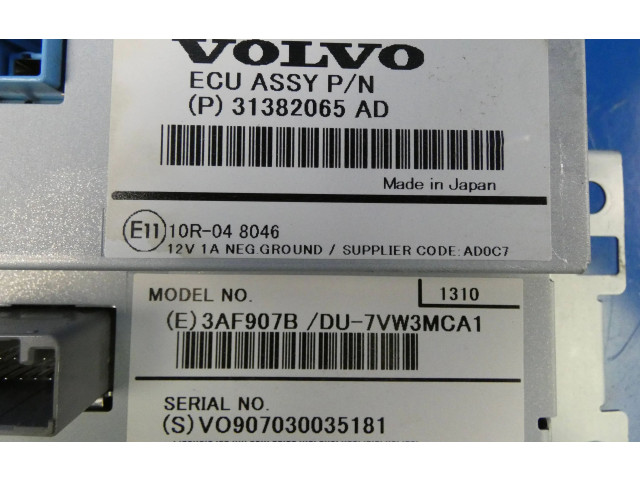 VOLVO
ECU ASSY P/N
(P) 31382065 AD
Made in Japan
E11 10R-04 8046
12V 1A NEG GROUND / SUPPLIER CODE: AD0C7
MODEL NO. 1310
(E) 3AF907B /DU-7VW3MCA1
SERIAL NO.
(S) VO907030035181